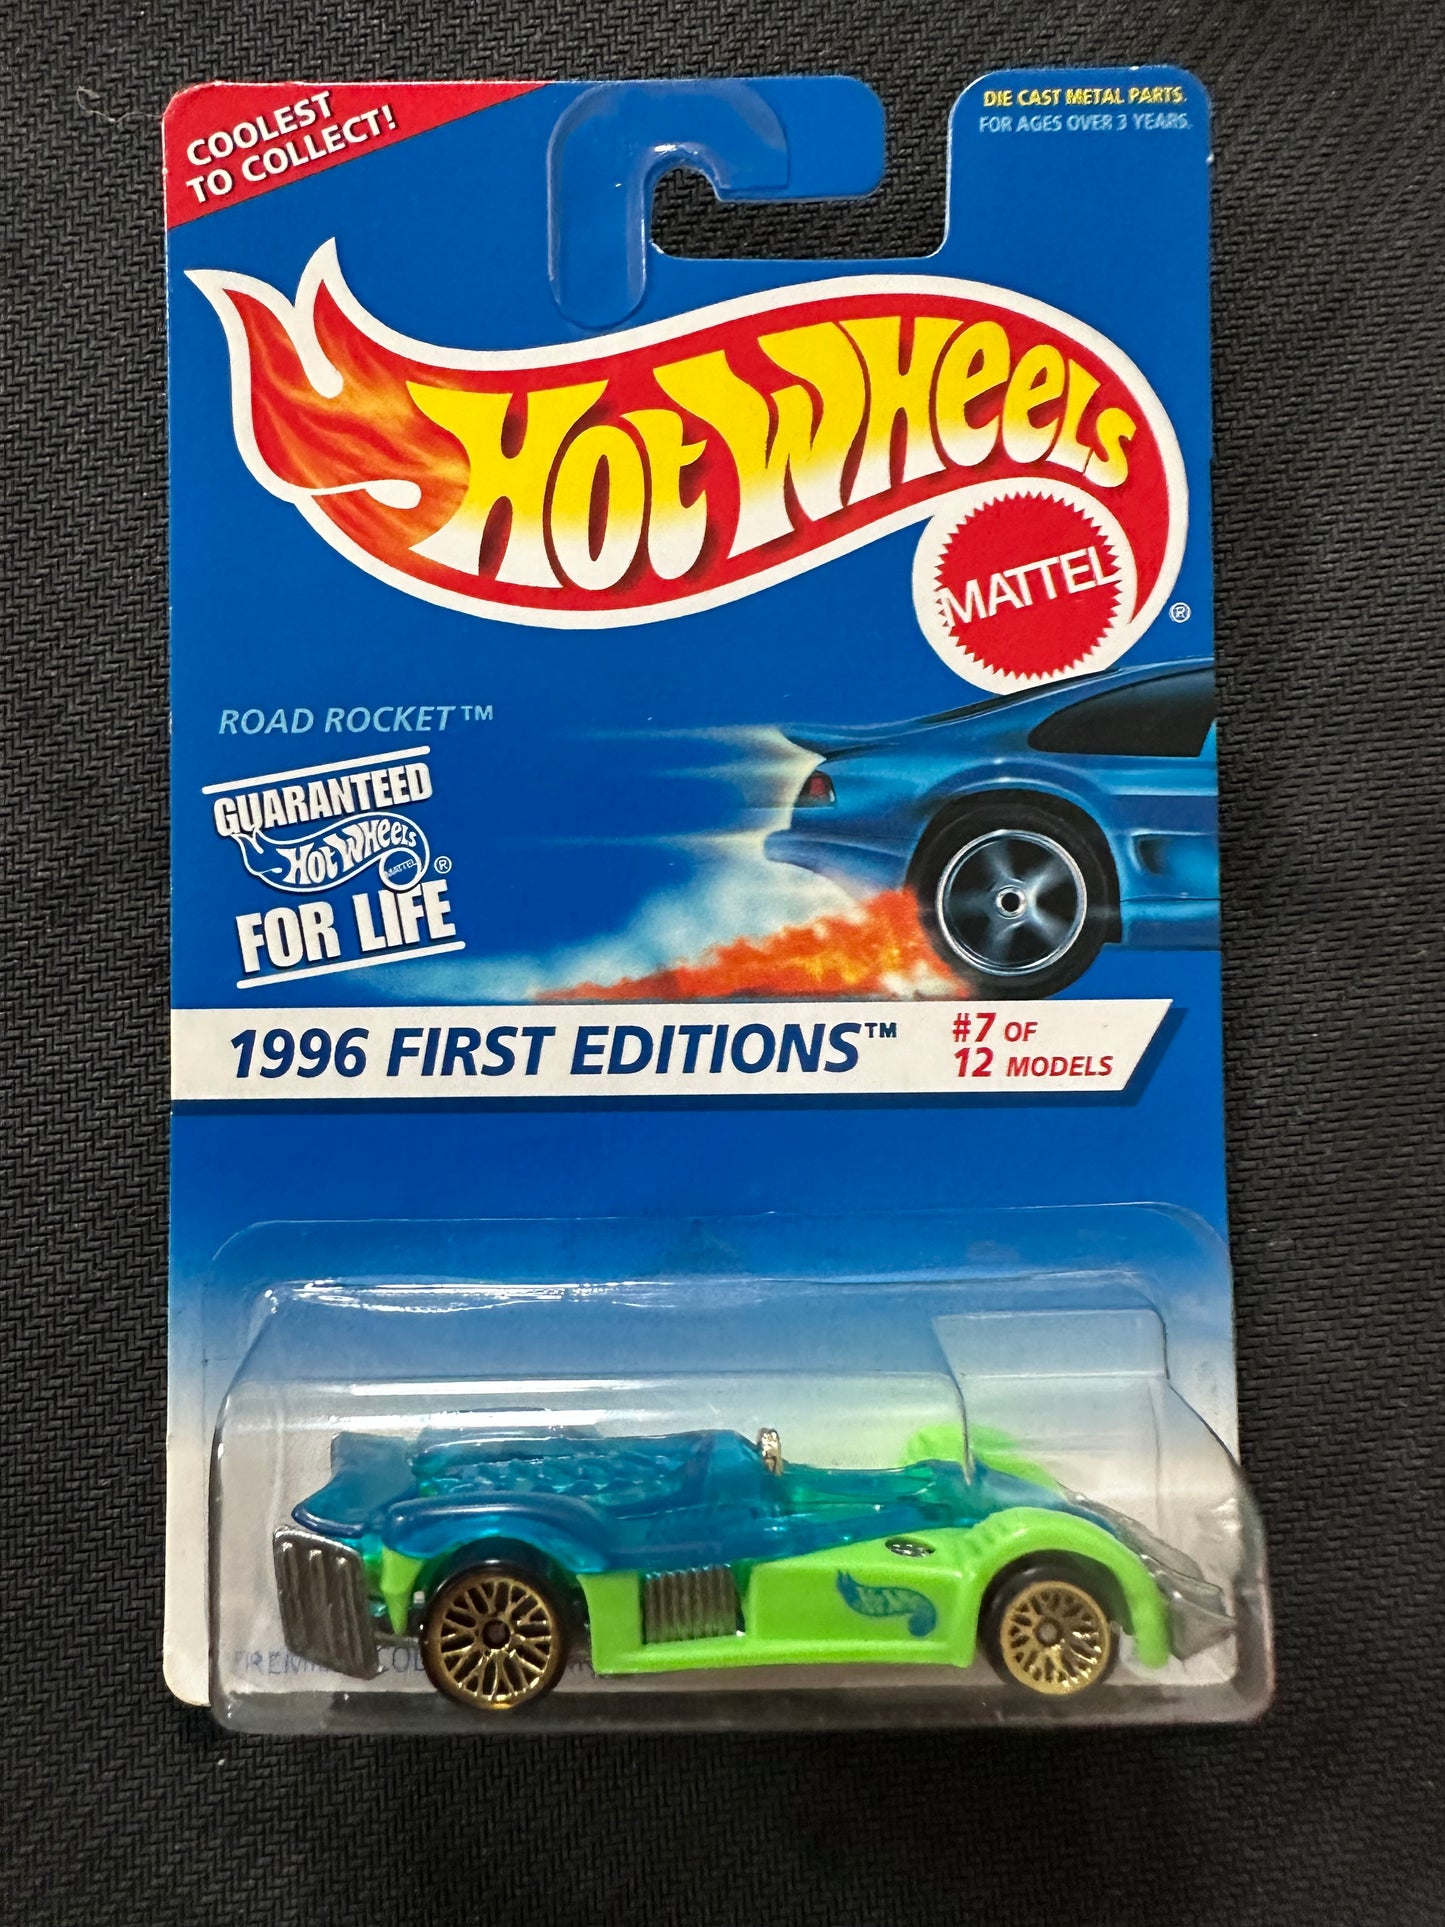 COOLEST
TO COLLECT!
DIE CAST METAL PARTS.
FOR AGES OVER 3 YEARS.
HOT WHEELS
MATTEL
®
ROAD ROCKET™
GUARANTEED
HOT WHEELS
MATTEL
®
FOR LIFE
1996 FIRST EDITIONS™
#7 OF
12 MODELS